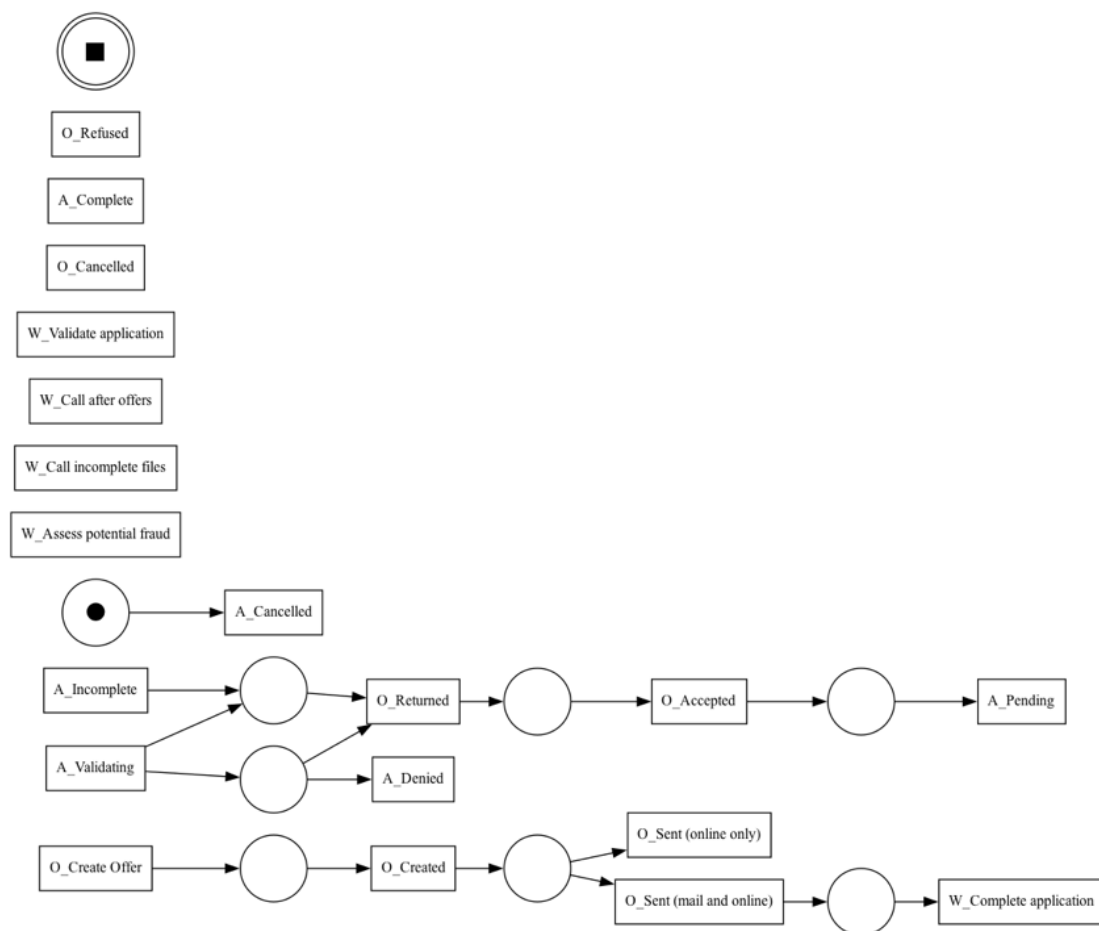 O_Refused
A_Complete
O_Cancelled
W_Validate application
W_Call after offers
W_Call incomplete files
W_Assess potential fraud
A_Cancelled
A_Incomplete
O_Returned
O_Accepted
A_Pending
A_Validating
A_Denied
O_Create Offer
O_Created
O_Sent (online only)
O_Sent (mail and online)
W_Complete application